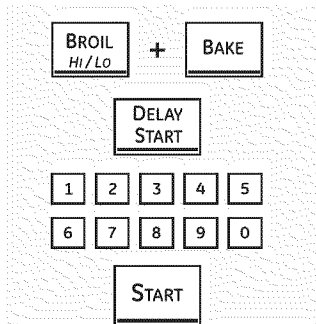 BROIL
HI/LO
+
BAKE
DELAY
START
1 2 3 4 5
6 7 8 9 0
START